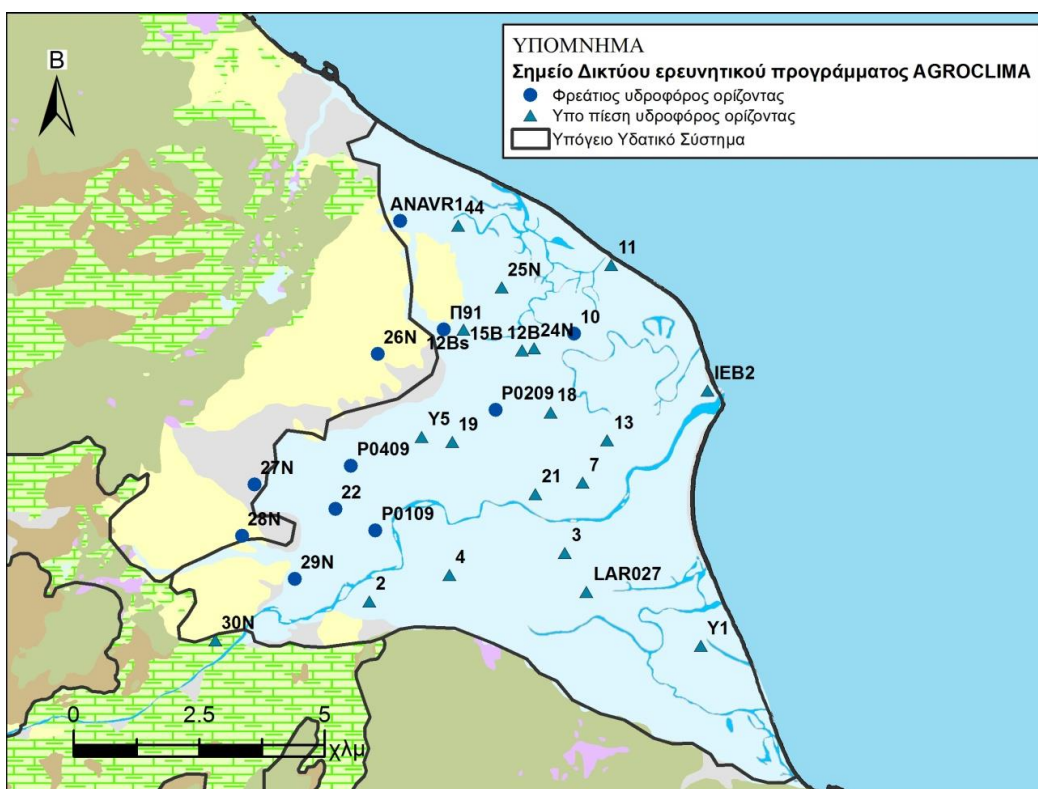 ΥΠΟΜΝΗΜΑ
Σημείο Δικτύου ερευνητικού προγράμματος AGROCLIMA
Φρεάτιος υδροφόρος ορίζοντας
Υπο πίεση υδροφόρος ορίζοντας
Υπόγειο Υδατικό Σύστημα
Β
ANAVR1 44
11
25N
Π91
10
12Bs 15B 12B 24N
26N
IEB2
P0209 18
Υ5 19
13
P0409
27N
21 7
22
28N
P0109
3
29N
4
2
LAR027
30N
Υ1
0 2.5 5
χλμ